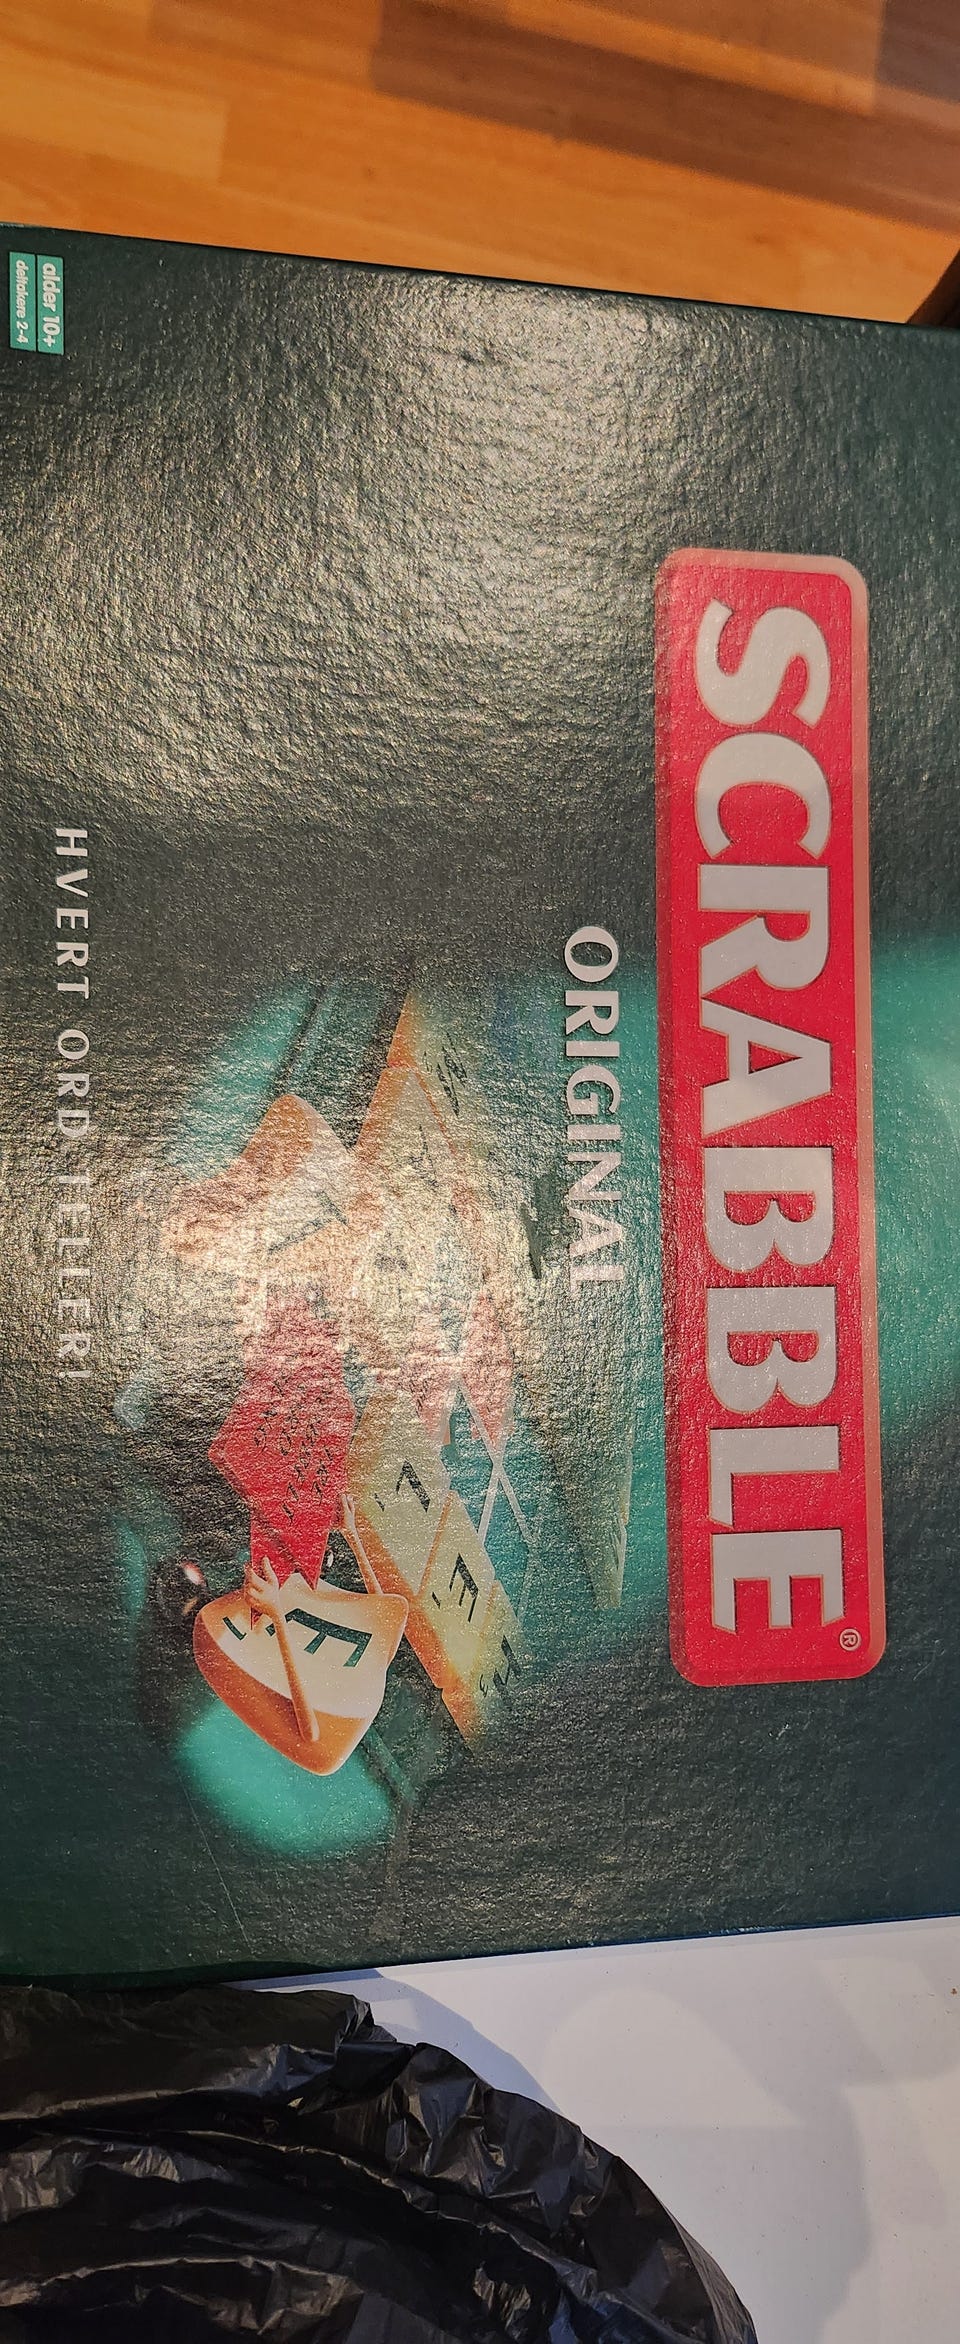 SCRABBLE®
ORIGINAL
L
E
E
HVERT ORD TELLER!
alder 10+
deltakere 2-4